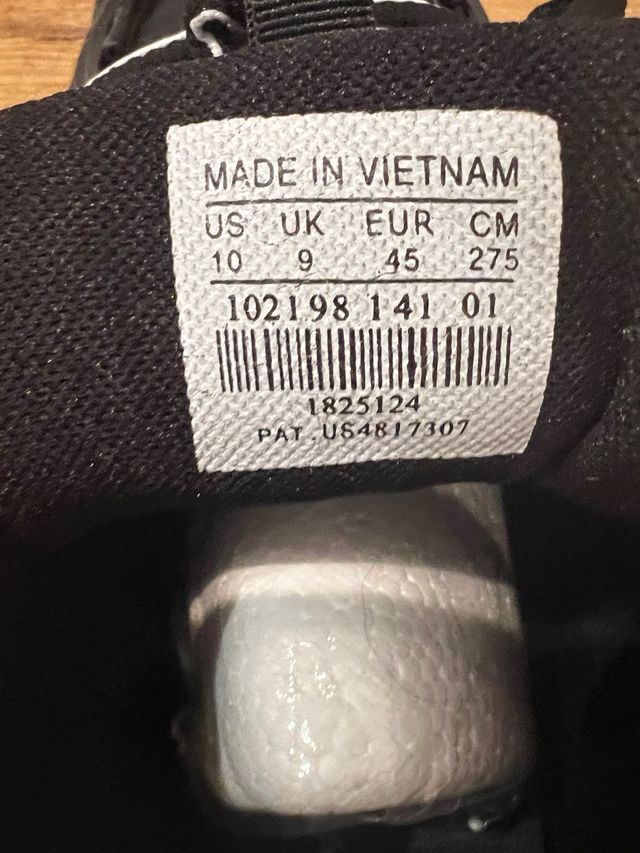 MADE IN VIETNAM
US UK EUR CM
10 9 45 275
102198 141 01
1825124
PAT.US4817307